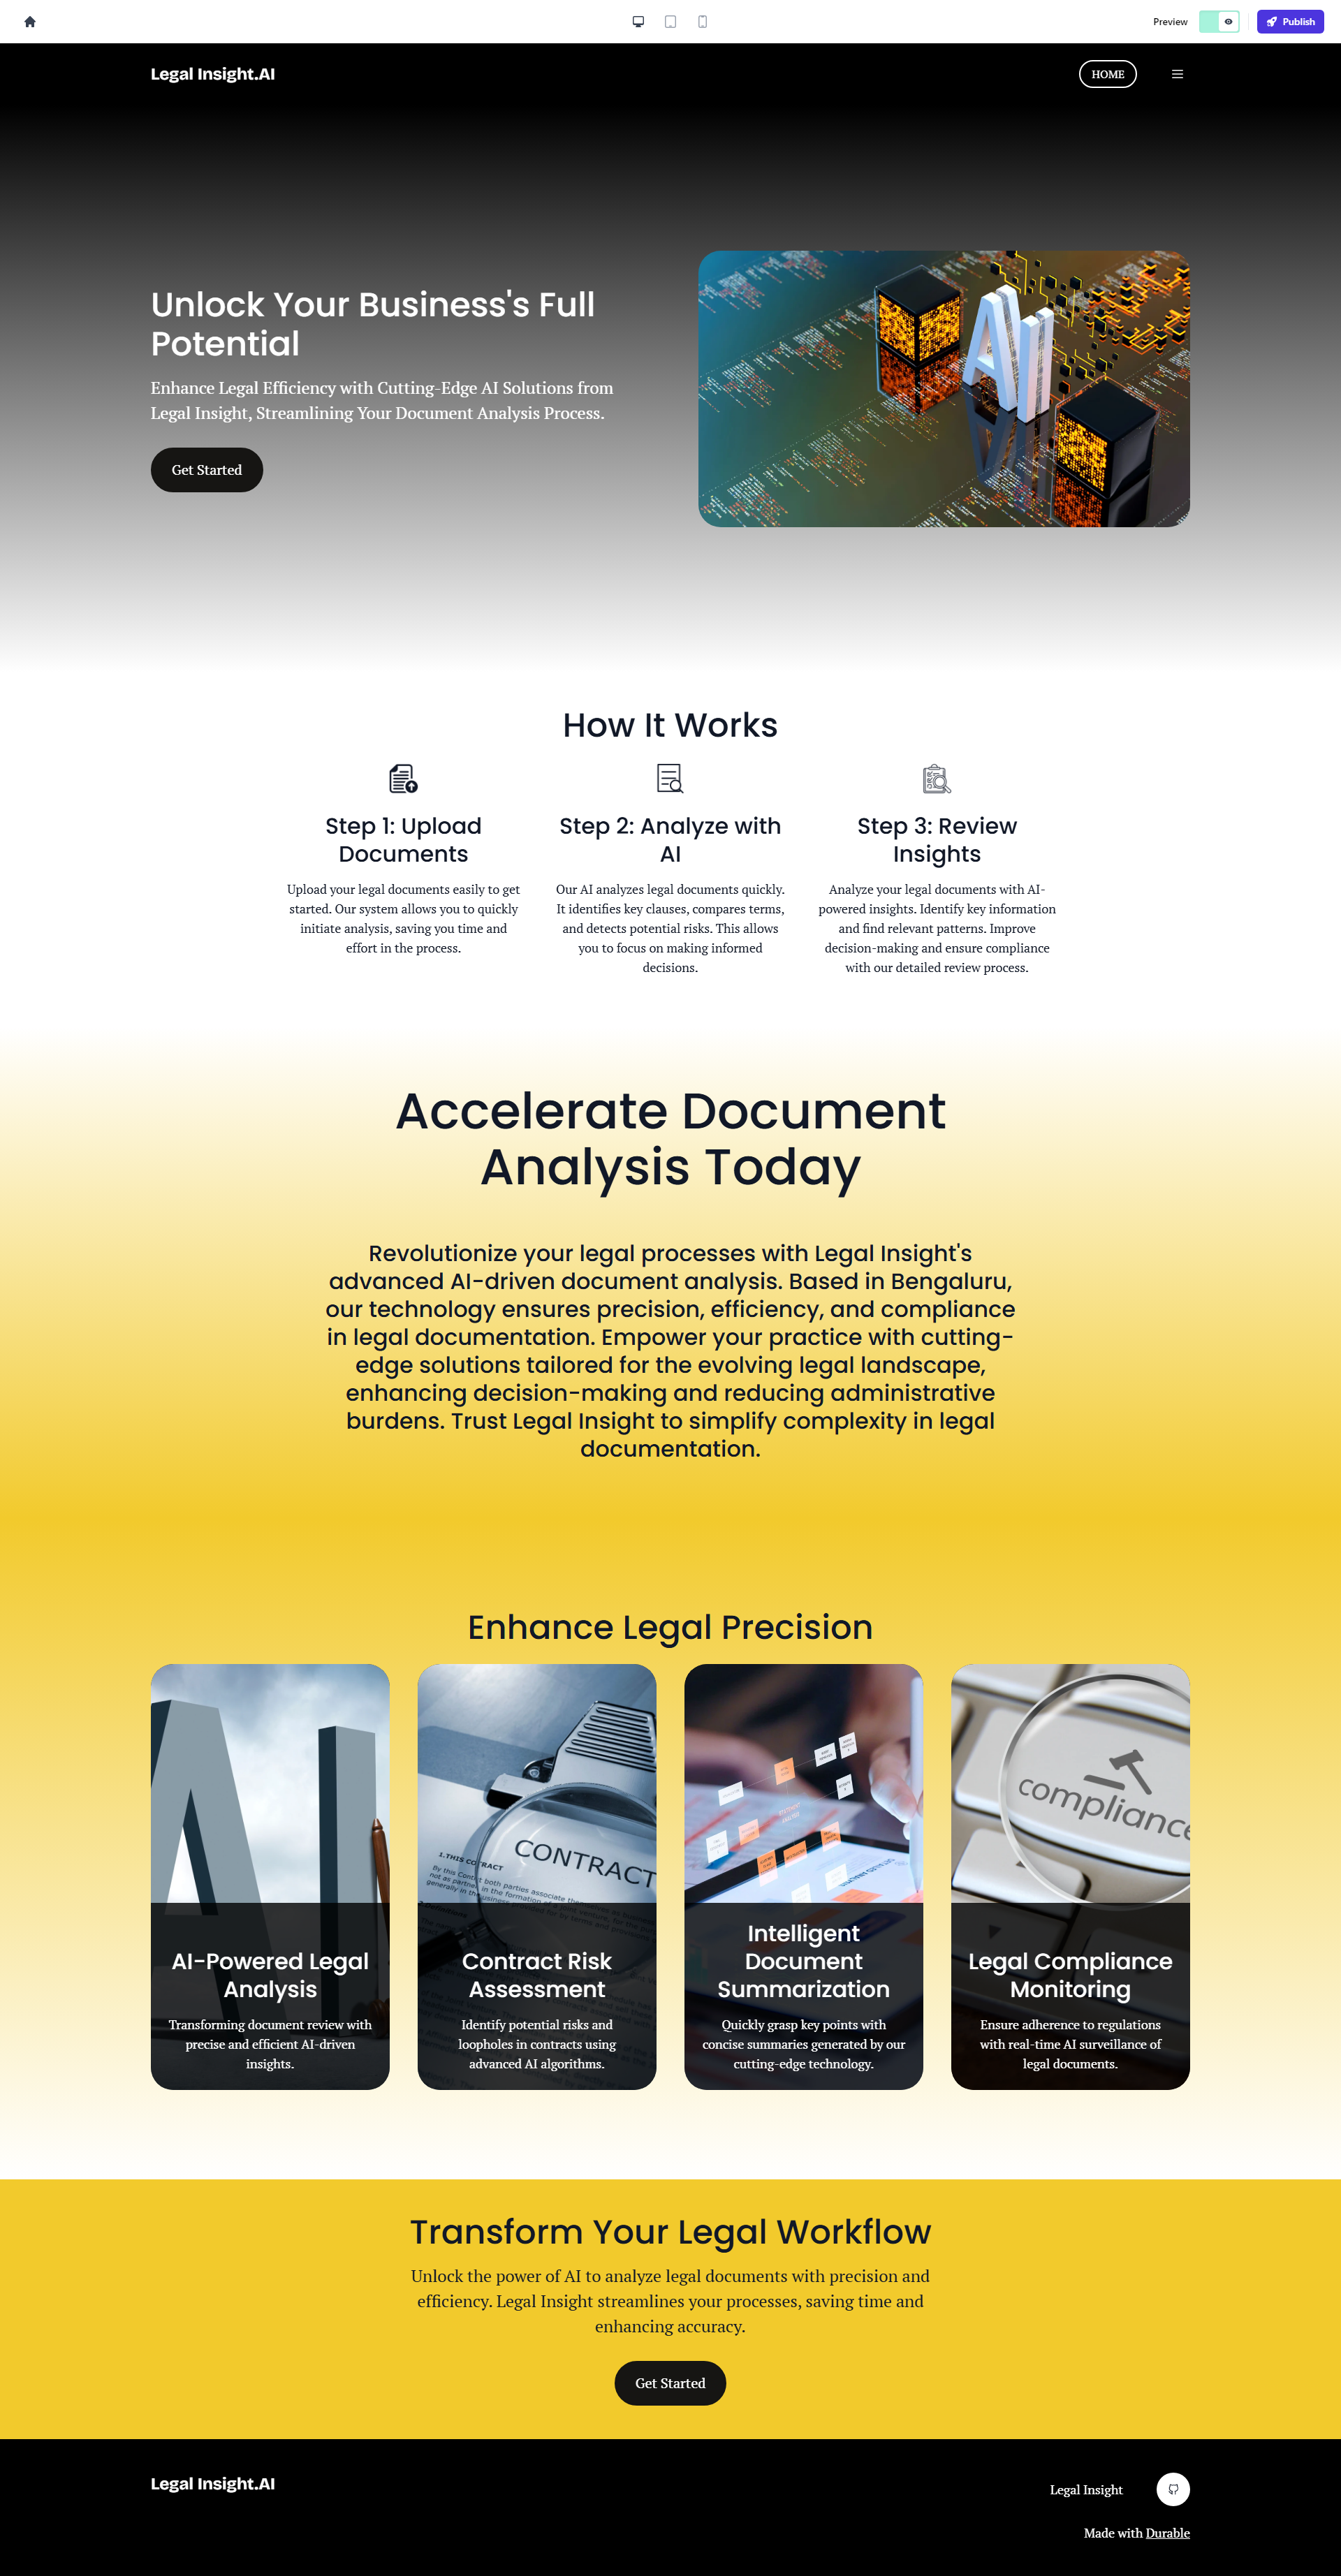 Preview
Publish
Legal Insight.AI
HOME
Unlock Your Business's Full
Potential
Enhance Legal Efficiency with Cutting-Edge AI Solutions from
Legal Insight, Streamlining Your Document Analysis Process.
Get Started
AI
How It Works
Step 1: Upload
Documents
Upload your legal documents easily to get
started. Our system allows you to quickly
initiate analysis, saving you time and
effort in the process.
Step 2: Analyze with
AI
Our AI analyzes legal documents quickly.
It identifies key clauses, compares terms,
and detects potential risks. This allows
you to focus on making informed
decisions.
Step 3: Review
Insights
Analyze your legal documents with AI-
powered insights. Identify key information
and find relevant patterns. Improve
decision-making and ensure compliance
with our detailed review process.
Accelerate Document
Analysis Today
Revolutionize your legal processes with Legal Insight's
advanced AI-driven document analysis. Based in Bengaluru,
our technology ensures precision, efficiency, and compliance
in legal documentation. Empower your practice with cutting-
edge solutions tailored for the evolving legal landscape,
enhancing decision-making and reducing administrative
burdens. Trust Legal Insight to simplify complexity in legal
documentation.
Enhance Legal Precision
AI
AI-Powered Legal
Analysis
Transforming document review with
precise and efficient AI-driven
insights.
CONTRACT
1.THIS CONTRACT
Contract Risk
Assessment
Identify potential risks and
loopholes in contracts using
advanced AI algorithms.
Intelligent
Document
Summarization
Quickly grasp key points with
concise summaries generated by our
cutting-edge technology.
compliance
Legal Compliance
Monitoring
Ensure adherence to regulations
with real-time AI surveillance of
legal documents.
Transform Your Legal Workflow
Unlock the power of AI to analyze legal documents with precision and
efficiency. Legal Insight streamlines your processes, saving time and
enhancing accuracy.
Get Started
Legal Insight.AI
Legal Insight
Made with Durable